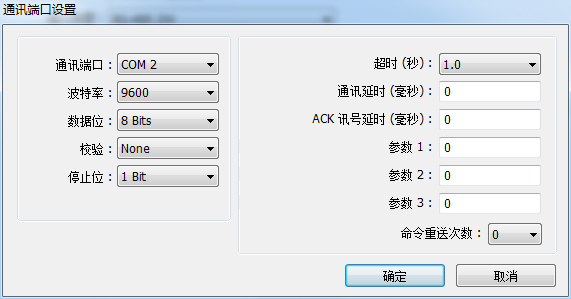 通讯端口设置
通讯端口： COM 2
波特率： 9600
数据位： 8 Bits
校验： None
停止位： 1 Bit
超时 (秒)： 1.0
通讯延时 (毫秒)： 0
ACK 讯号延时 (毫秒)： 0
参数 1： 0
参数 2： 0
参数 3： 0
命令重送次数： 0
确定
取消